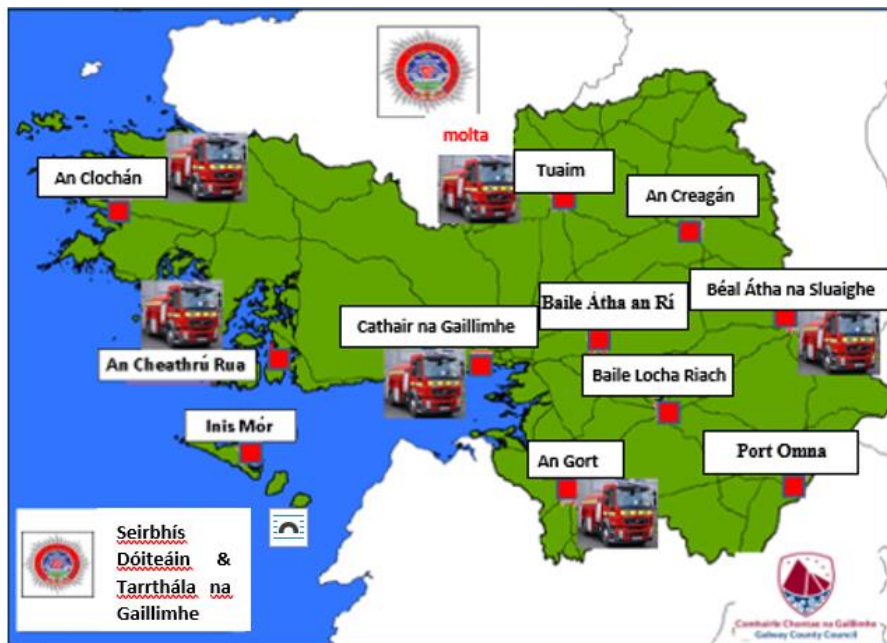 molta
An Clochán
Tuaim
An Creagán
Béal Átha na Sluaighe
Baile Átha an Rí
Cathair na Gaillimhe
An Cheathrú Rua
Baile Locha Riach
Inis Mór
An Gort
Port Omna
Seirbhís
Dóiteáin &
Tarrthála na
Gaillimhe
Comhairle Chontae na Gaillimhe
Galway County Council